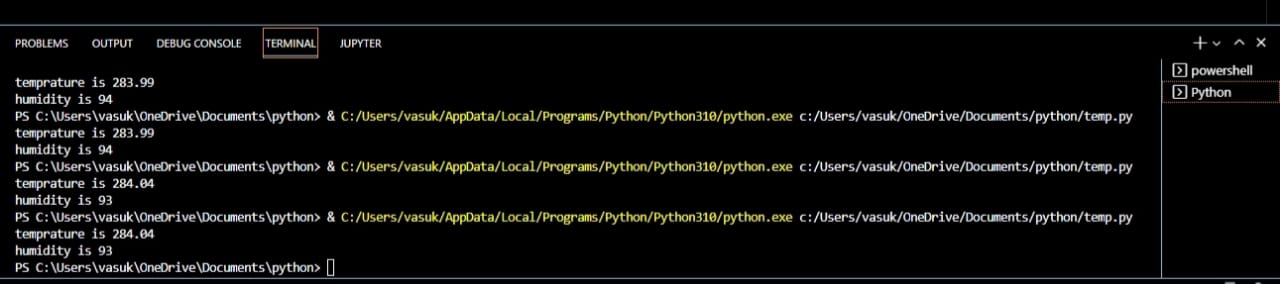 PROBLEMS OUTPUT DEBUG CONSOLE TERMINAL JUPYTER
temprature is 283.99
humidity is 94
PS C:\Users\vasuk\OneDrive\Documents\python> & C:/Users/vasuk/AppData/Local/Programs/Python/Python310/python.exe c:/Users/vasuk/OneDrive/Documents/python/temp.py
temprature is 283.99
humidity is 94
PS C:\Users\vasuk\OneDrive\Documents\python> & C:/Users/vasuk/AppData/Local/Programs/Python/Python310/python.exe c:/Users/vasuk/OneDrive/Documents/python/temp.py
temprature is 284.04
humidity is 93
PS C:\Users\vasuk\OneDrive\Documents\python> & C:/Users/vasuk/AppData/Local/Programs/Python/Python310/python.exe c:/Users/vasuk/OneDrive/Documents/python/temp.py
temprature is 284.04
humidity is 93
PS C:\Users\vasuk\OneDrive\Documents\python>
powershell
Python